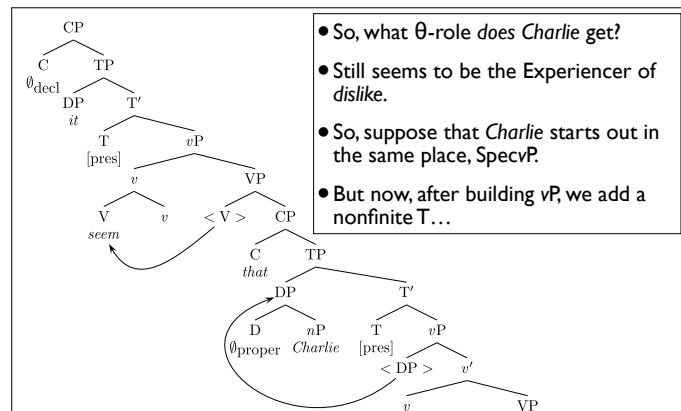 CP
C TP
∅decl
DP T′
it
T vP
[pres]
v VP
V v < V > CP
seem
C TP
that
DP T′
D nP T vP
∅proper Charlie [pres]
< DP > v′
v VP
• So, what θ-role does Charlie get?
• Still seems to be the Experiencer of
dislike.
• So, suppose that Charlie starts out in
the same place, SpecvP.
• But now, after building vP, we add a
nonfinite T…